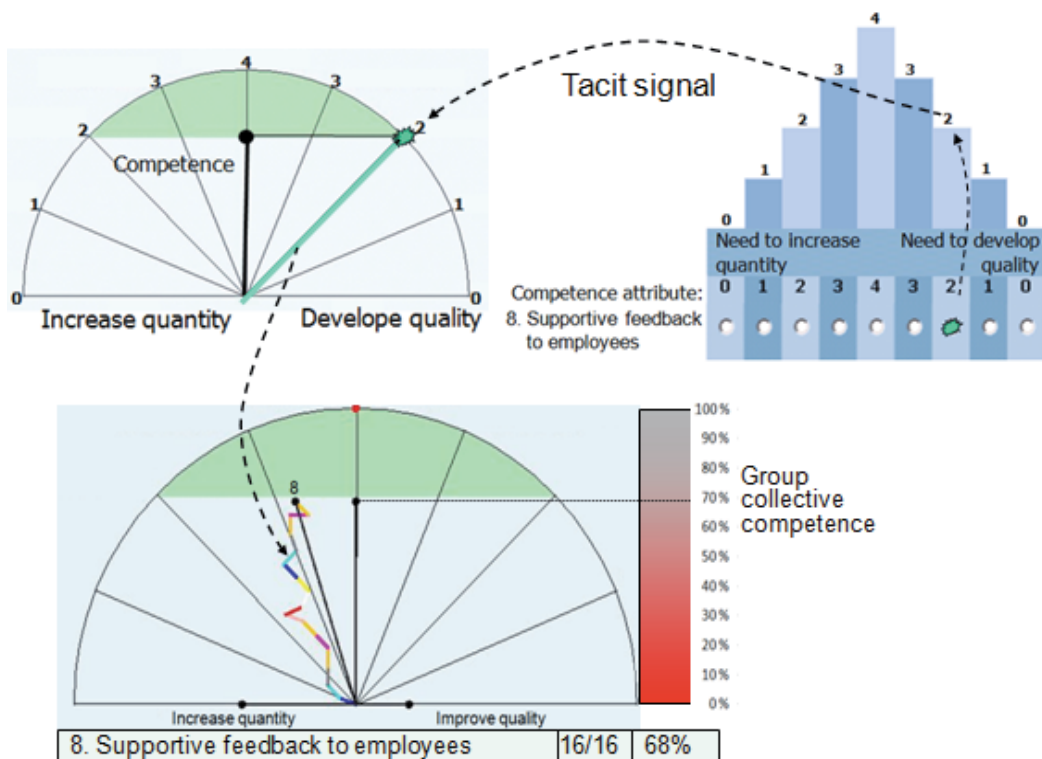 4
3
3
2
2
Competence
1
1
0
0
Increase quantity
Develope quality
Tacit signal
4
3
3
2
2
1
1
0
0
Need to increase
quantity
Need to develop
quality
Competence attribute:
0 1 2 3 4 3 2 1 0
8. Supportive feedback
to employees
8
Increase quantity
Improve quality
100%
90%
80%
70%
60%
50%
40%
30%
20%
10%
0%
Group
collective
competence
8. Supportive feedback to employees 16/16 68%